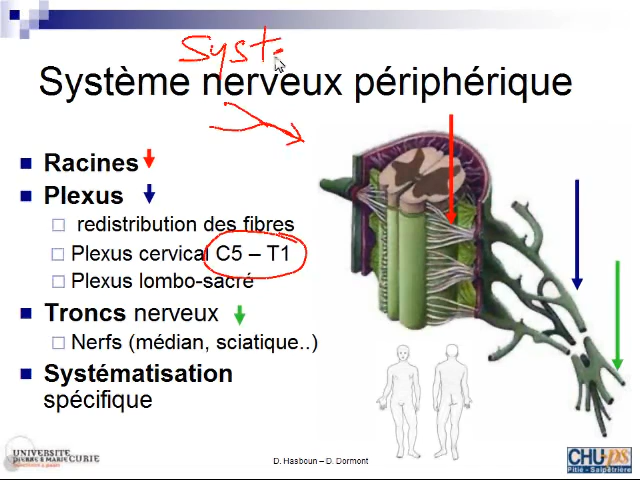 Syst.
Système nerveux périphérique
Racines
Plexus
redistribution des fibres
Plexus cervical C5 – T1
Plexus lombo-sacré
Troncs nerveux
Nerfs (médian, sciatique..)
Systématisation
spécifique
UNIVERSITE
PIERRE & MARIE CURIE
D. Hasboun – D. Dormont
CHU-ps
Pitié - Salpêtrière